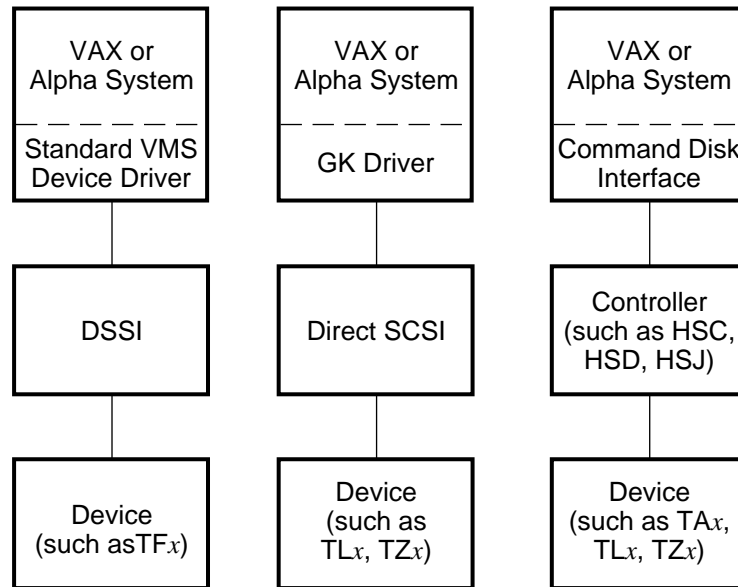 VAX or
Alpha System
Standard VMS
Device Driver
DSSI
Device
(such asTFx)
VAX or
Alpha System
GK Driver
Direct SCSI
Device
(such as
TLx, TZx)
VAX or
Alpha System
Command Disk
Interface
Controller
(such as HSC,
HSD, HSJ)
Device
(such as TAx,
TLx, TZx)